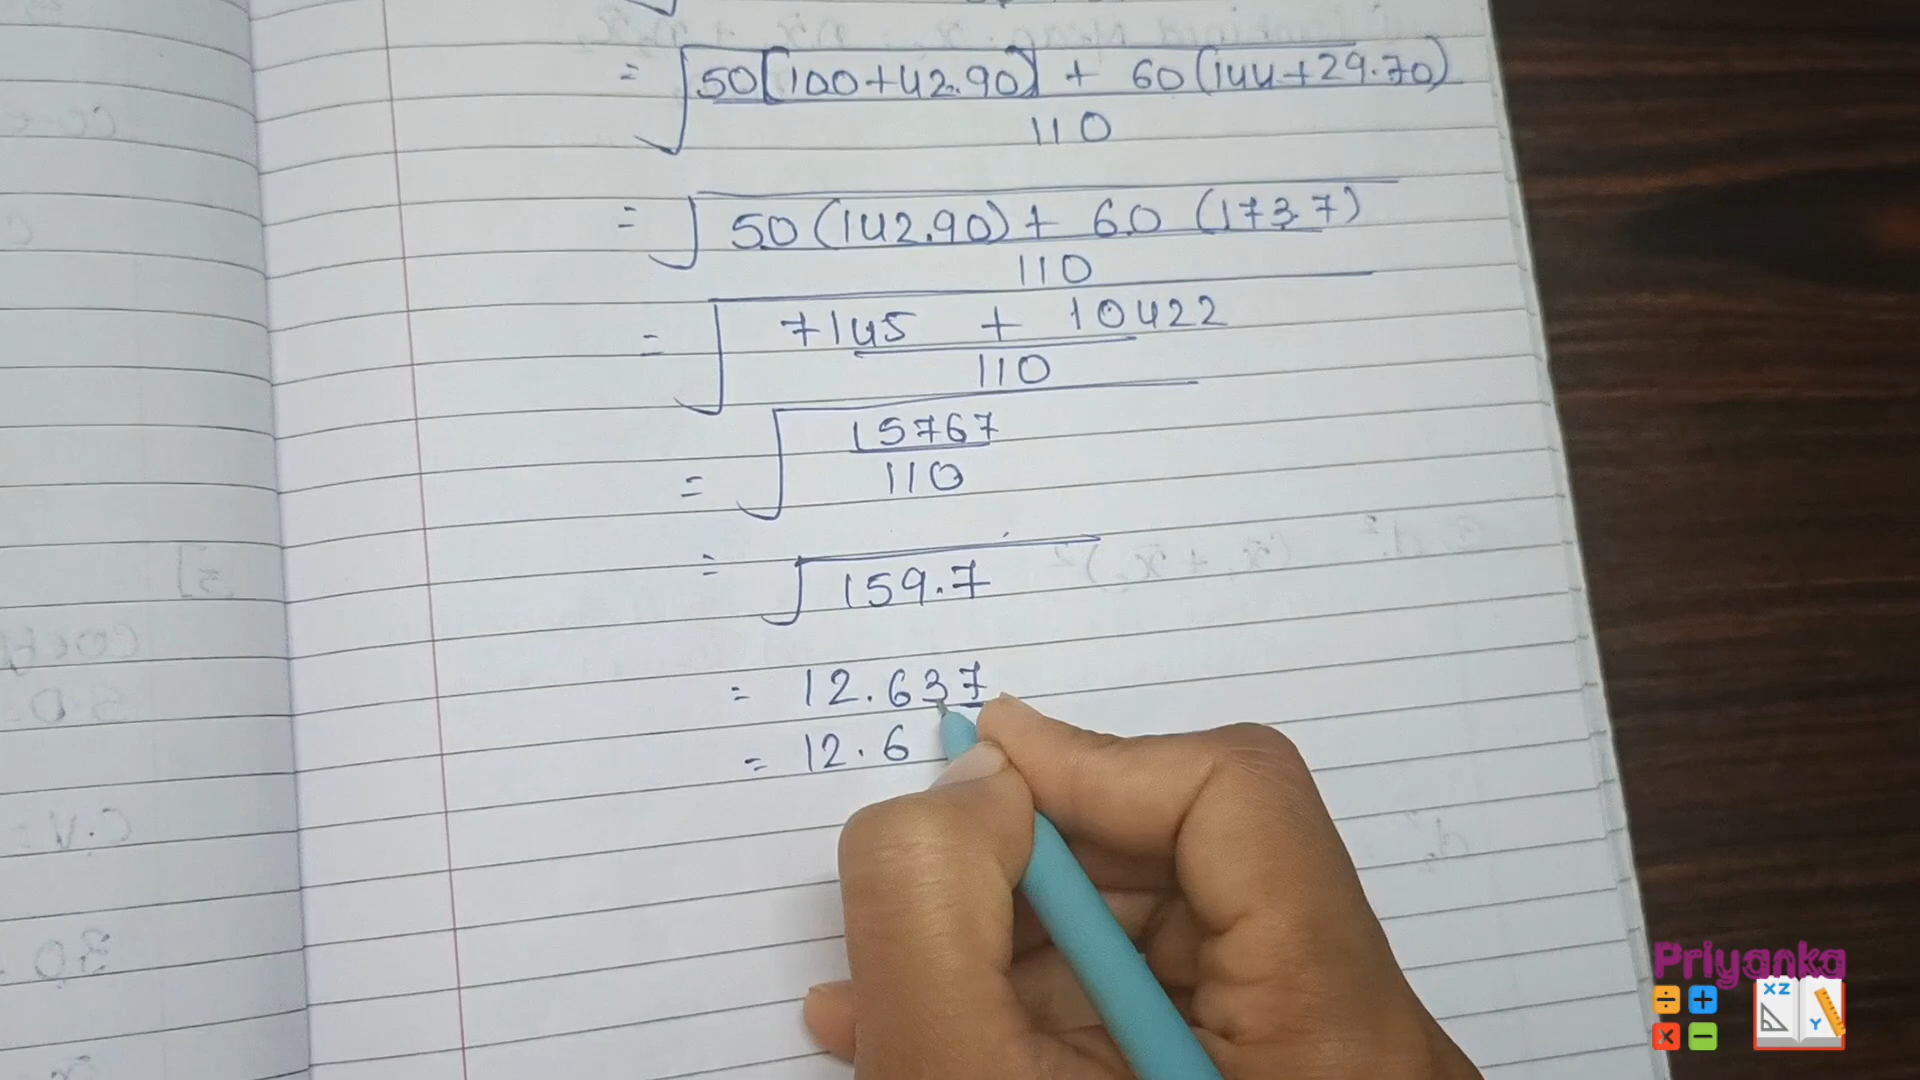 = √50[100+42.90] + 60(144+29.70)
110
= √50(142.90) + 60 (173.7)
110
= √7145 + 10422
110
= √15767
110
= √159.7
= 12.637
= 12.6
Priyanka
XZ
Y